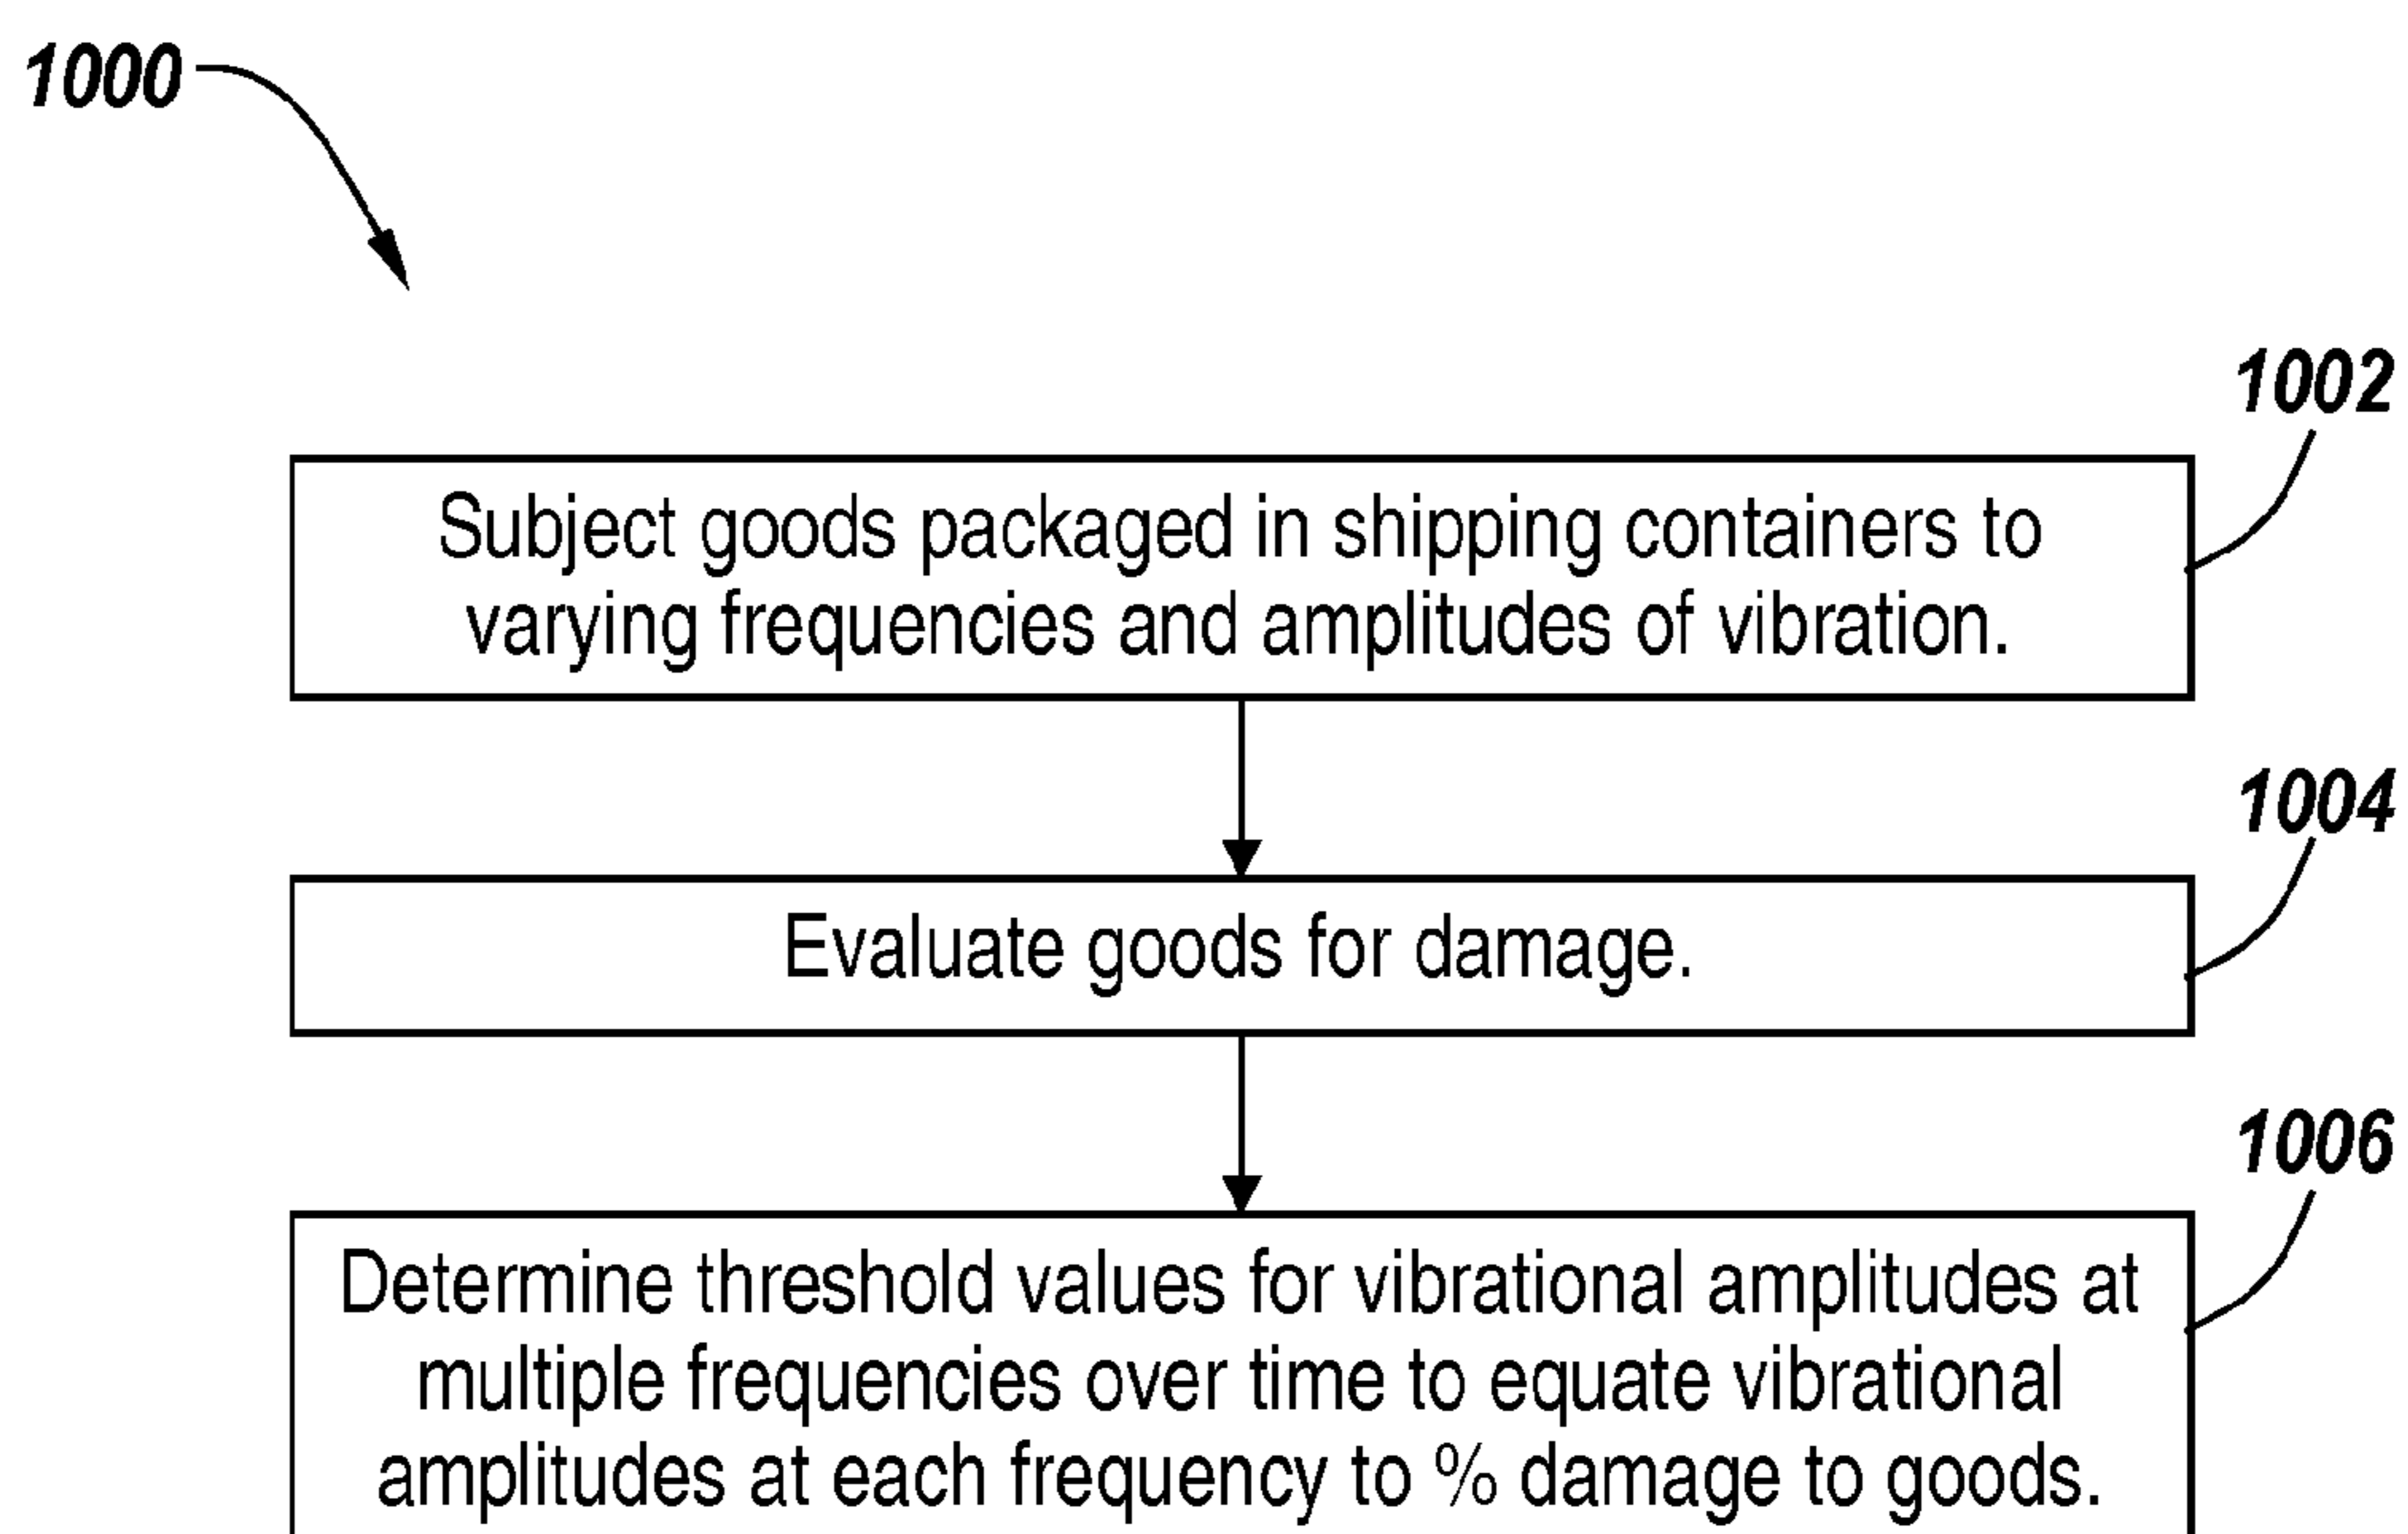 1000
1002
Subject goods packaged in shipping containers to
varying frequencies and amplitudes of vibration.
1004
Evaluate goods for damage.
1006
Determine threshold values for vibrational amplitudes at
multiple frequencies over time to equate vibrational
amplitudes at each frequency to % damage to goods.